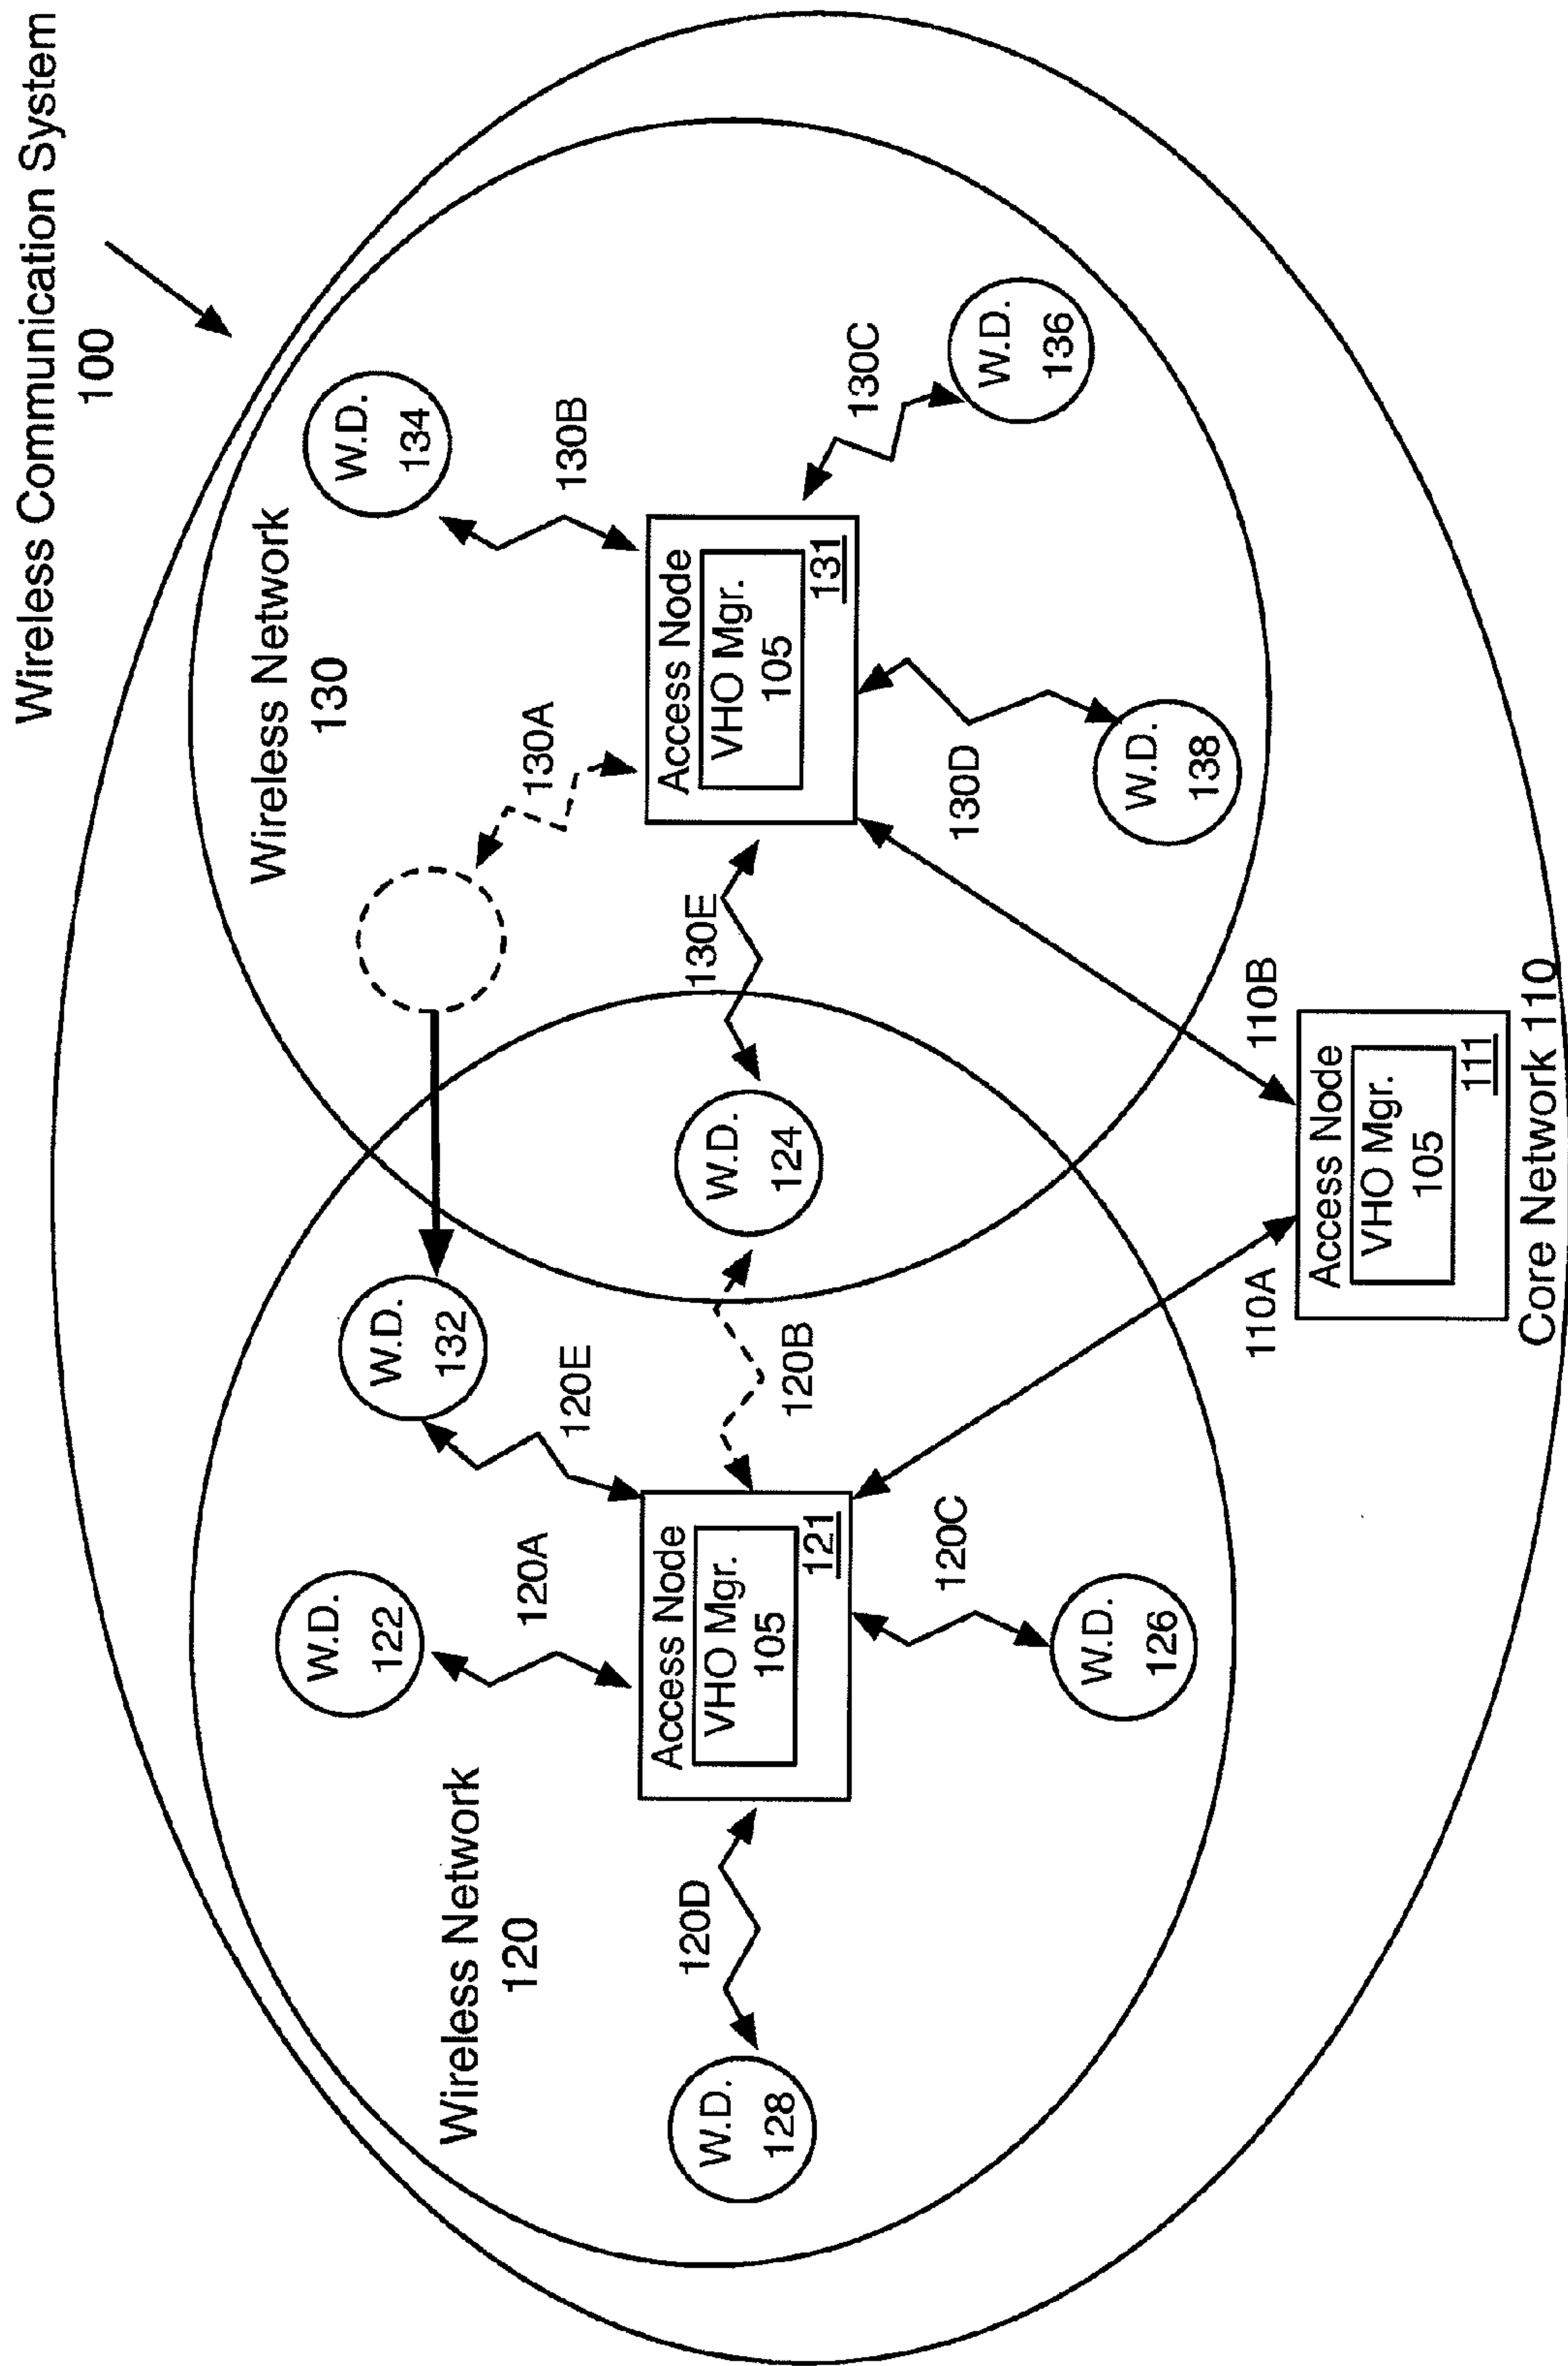 Wireless Communication System
100
Wireless Network
130
W.D.
134
130B
130A
W.D.
132
W.D.
122
120A
120E
Wireless Network
120
Access Node
VHO Mgr.
105
131
130C
W.D.
136
130E
W.D.
124
120B
Access Node
VHO Mgr.
105
121
120D
W.D.
128
130D
W.D.
138
120C
W.D.
126
110A
110B
Access Node
VHO Mgr.
105
111
Core Network 110